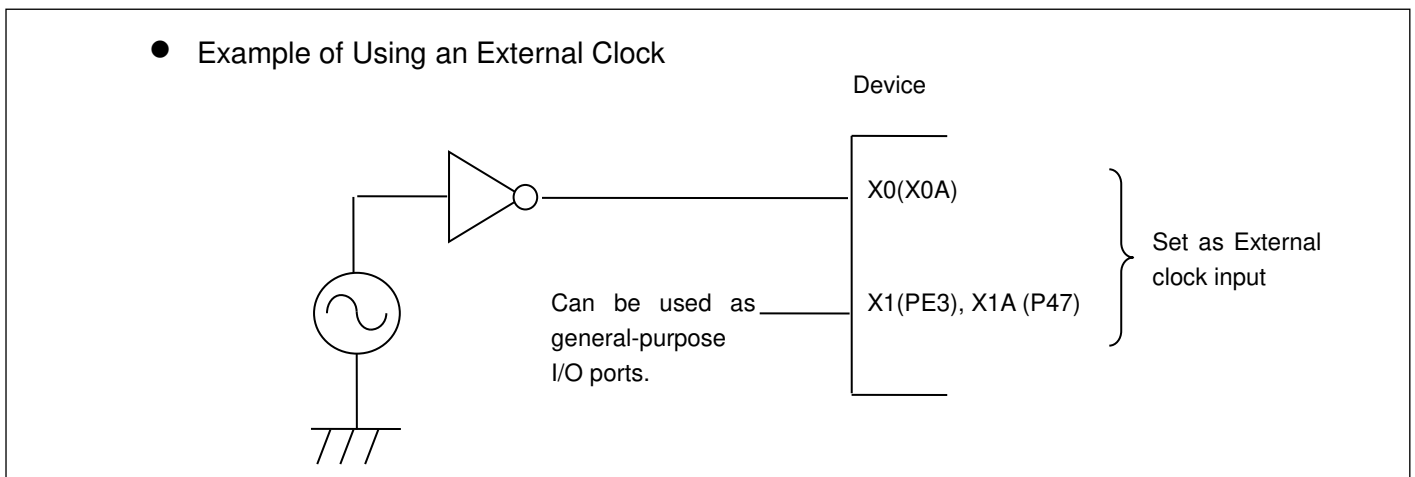 ● Example of Using an External Clock
Device
X0(X0A)
Set as External
clock input
Can be used as
general-purpose
I/O ports.
X1(PE3), X1A (P47)